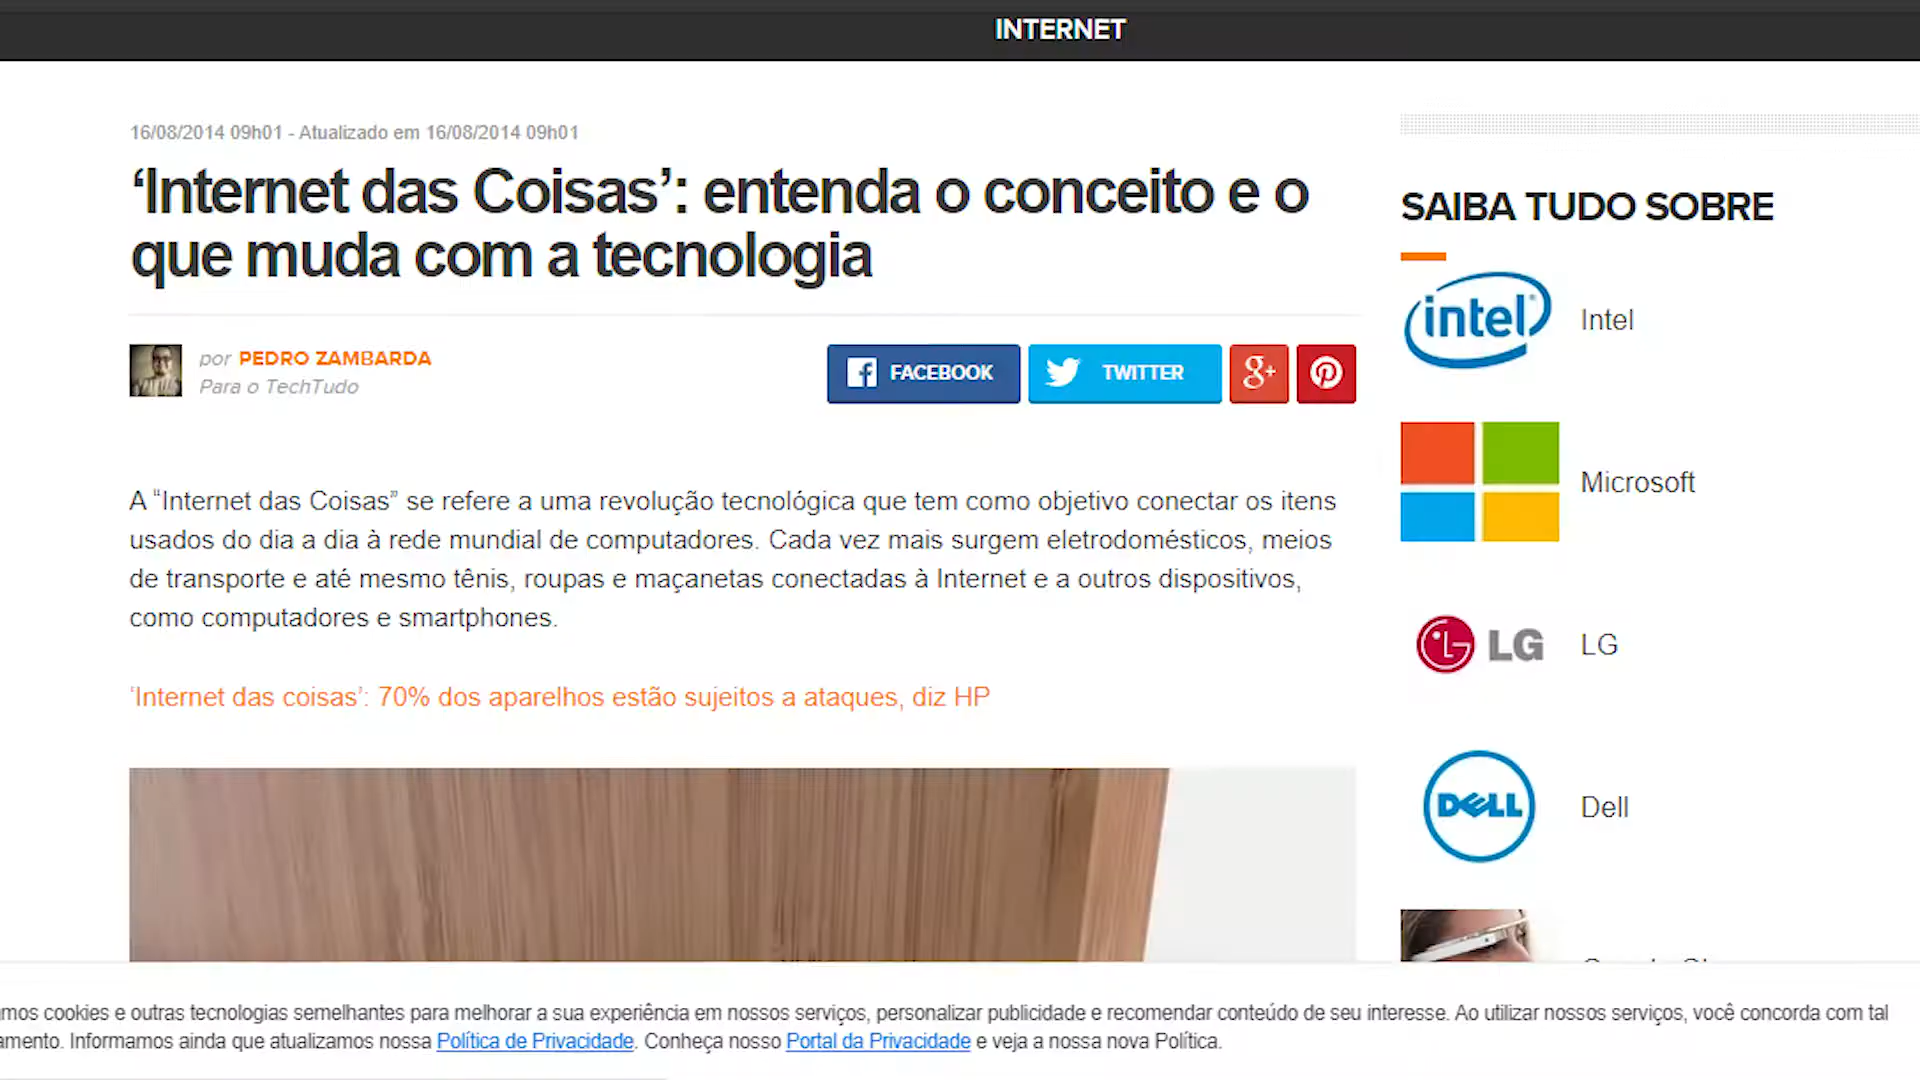 INTERNET
16/08/2014 09h01 - Atualizado em 16/08/2014 09h01
‘Internet das Coisas’: entenda o conceito e o
que muda com a tecnologia
por PEDRO ZAMBARDA
Para o TechTudo
FACEBOOK
TWITTER
g+
A “Internet das Coisas” se refere a uma revolução tecnológica que tem como objetivo conectar os itens
usados do dia a dia à rede mundial de computadores. Cada vez mais surgem eletrodomésticos, meios
de transporte e até mesmo tênis, roupas e maçanetas conectadas à Internet e a outros dispositivos,
como computadores e smartphones.
‘Internet das coisas’: 70% dos aparelhos estão sujeitos a ataques, diz HP
SAIBA TUDO SOBRE
intel Intel
Microsoft
LG LG
DELL Dell
cookies e outras tecnologias semelhantes para melhorar a sua experiência em nossos serviços, personalizar publicidade e recomendar conteúdo de seu interesse. Ao utilizar nossos serviços, você concorda com tal
Informamos ainda que atualizamos nossa Política de Privacidade. Conheça nosso Portal da Privacidade e veja a nossa nova Política.